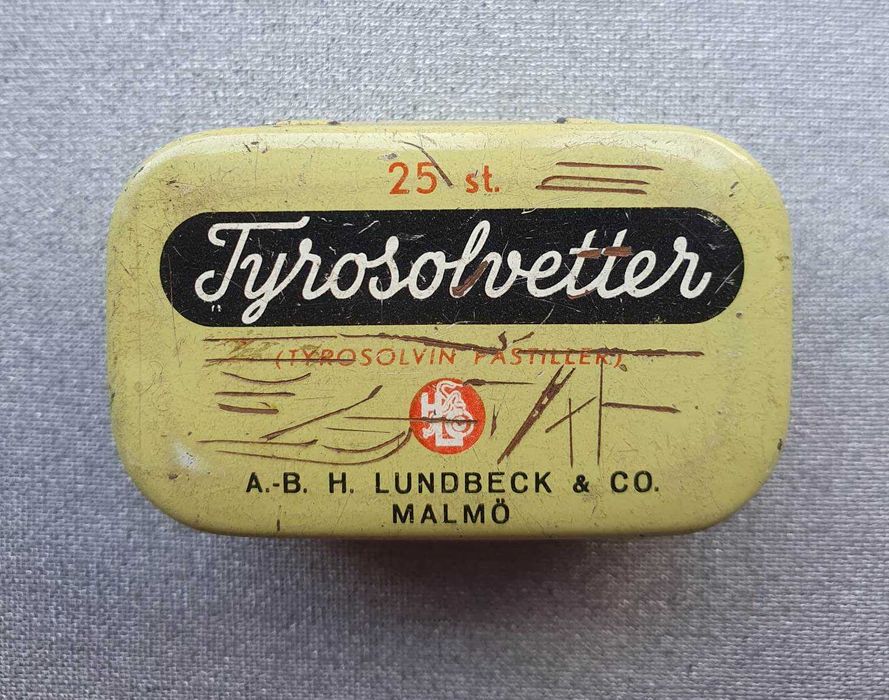 25 st.
Tyrosolvetter
(TYROSOLVIN PASTILLER)
A.-B. H. LUNDBECK & CO.
MALMÖ